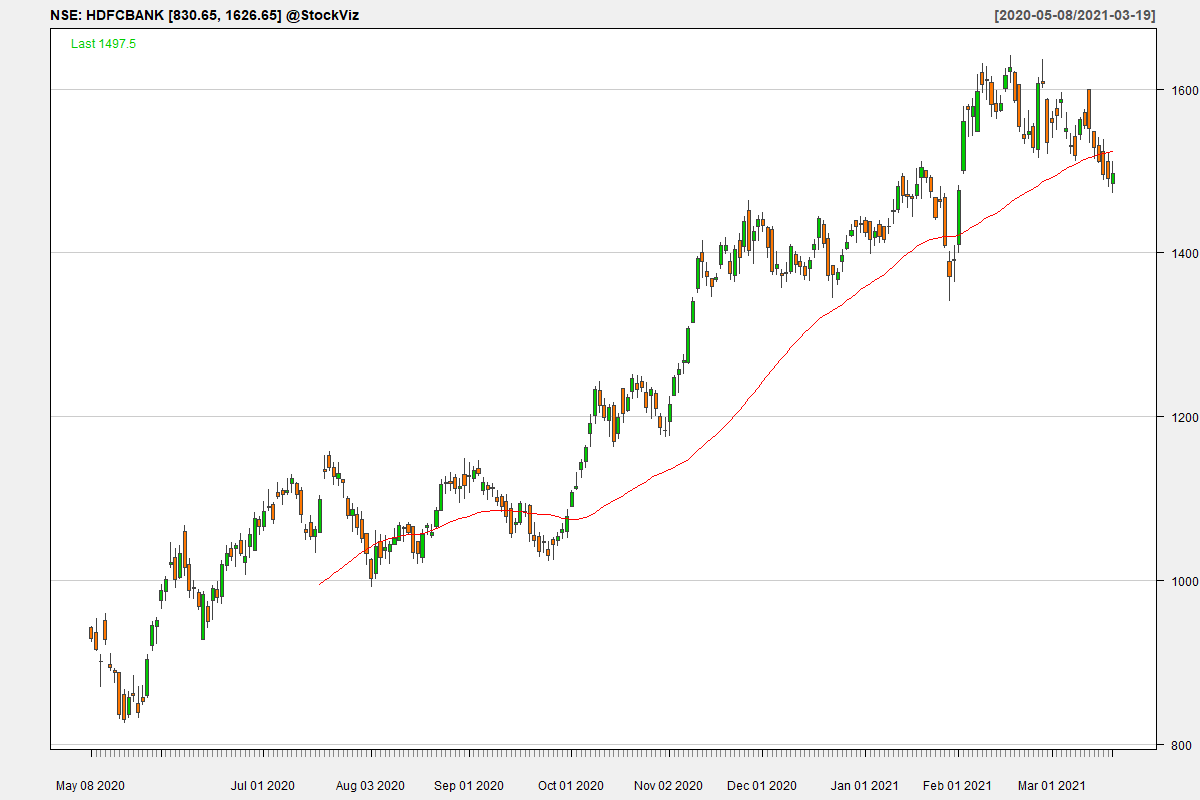 NSE: HDFCBANK [830.65, 1626.65] @StockViz
[2020-05-08/2021-03-19]
Last 1497.5
1600
1400
1200
1000
800
May 08 2020
Jul 01 2020
Aug 03 2020
Sep 01 2020
Oct 01 2020
Nov 02 2020
Dec 01 2020
Jan 01 2021
Feb 01 2021
Mar 01 2021